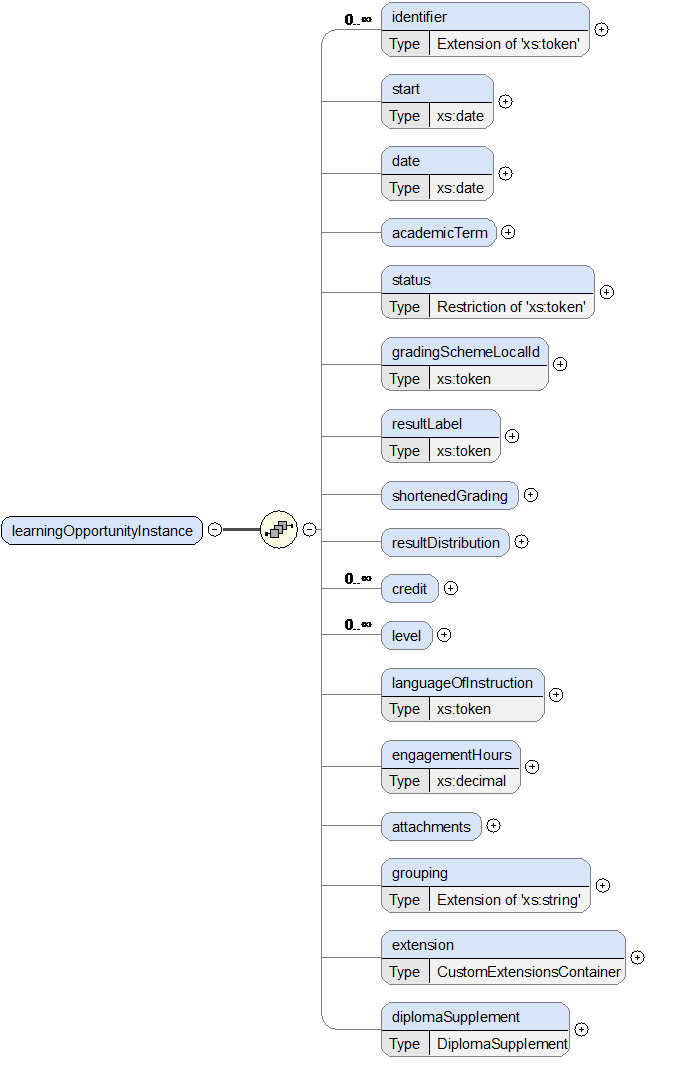 0..∞
identifier
Type Extension of 'xs:token'
start
Type xs:date
date
Type xs:date
academicTerm
status
Type Restriction of 'xs:token'
gradingSchemeLocalId
Type xs:token
resultLabel
Type xs:token
shortenedGrading
learningOpportunityInstance
resultDistribution
0..∞
credit
0..∞
level
languageOfInstruction
Type xs:token
engagementHours
Type xs:decimal
attachments
grouping
Type Extension of 'xs:string'
extension
Type CustomExtensionsContainer
diplomaSupplement
Type DiplomaSupplement